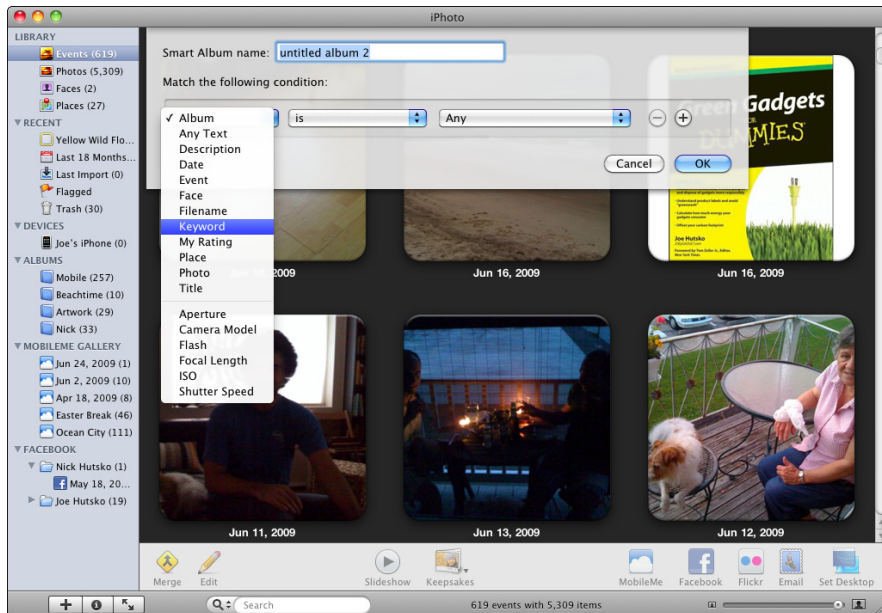 iPhoto
LIBRARY
Events (619)
Photos (5,309)
Faces (2)
Places (27)
RECENT
Yellow Wild Flo...
Last 18 Months...
Last Import (0)
Flagged
Trash (30)
DEVICES
Joe's iPhone (0)
ALBUMS
Mobile (257)
Beachtime (10)
Artwork (29)
Nick (33)
MOBILEME GALLERY
Jun 24, 2009 (1)
Jun 2, 2009 (10)
Apr 18, 2009 (8)
Easter Break (46)
Ocean City (111)
FACEBOOK
Nick Hutsko (1)
May 18, 20...
Joe Hutsko (19)
Smart Album name: untitled album 2
Match the following condition:
Album is Any
Any Text
Description
Date
Event
Face
Filename
Keyword
My Rating
Place
Photo
Title
Aperture
Camera Model
Flash
Focal Length
ISO
Shutter Speed
Cancel OK
Green Gadgets
FOR
DUMMIES
Joe Hutsko
2009
Jun 16, 2009
Jun 16, 2009
Jun 11, 2009
Jun 13, 2009
Jun 12, 2009
Merge Edit Slideshow Keepsakes MobileMe Facebook Flickr Email Set Desktop
Search
619 events with 5,309 items